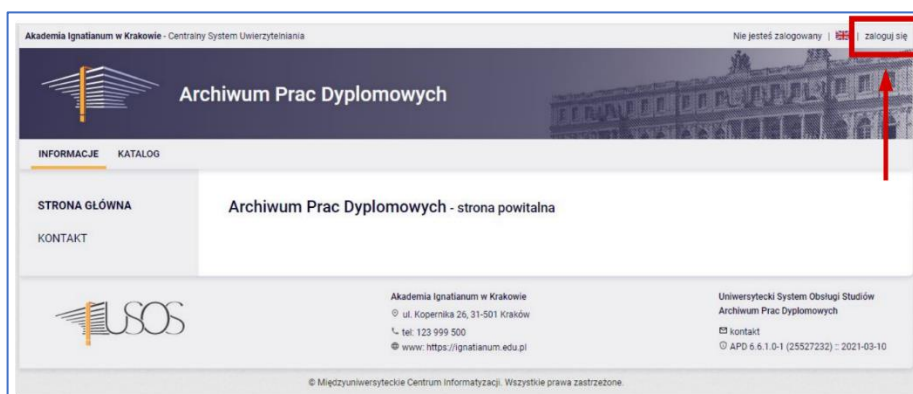 Akademia Ignatianum w Krakowie - Centralny System Uwierzytelniania
Nie jesteś zalogowany | | zaloguj się
Archiwum Prac Dyplomowych
INFORMACJE KATALOG
STRONA GŁÓWNA
KONTAKT
Archiwum Prac Dyplomowych - strona powitalna
USOS
Akademia Ignatianum w Krakowie
ul. Kopernika 26, 31-501 Kraków
tel: 123 999 500
www: https://ignatianum.edu.pl
Uniwersytecki System Obsługi Studiów
Archiwum Prac Dyplomowych
kontakt
APD 6.6.1.0-1 (25527232) :: 2021-03-10
© Międzyuniwersyteckie Centrum Informatyzacji. Wszystkie prawa zastrzeżone.